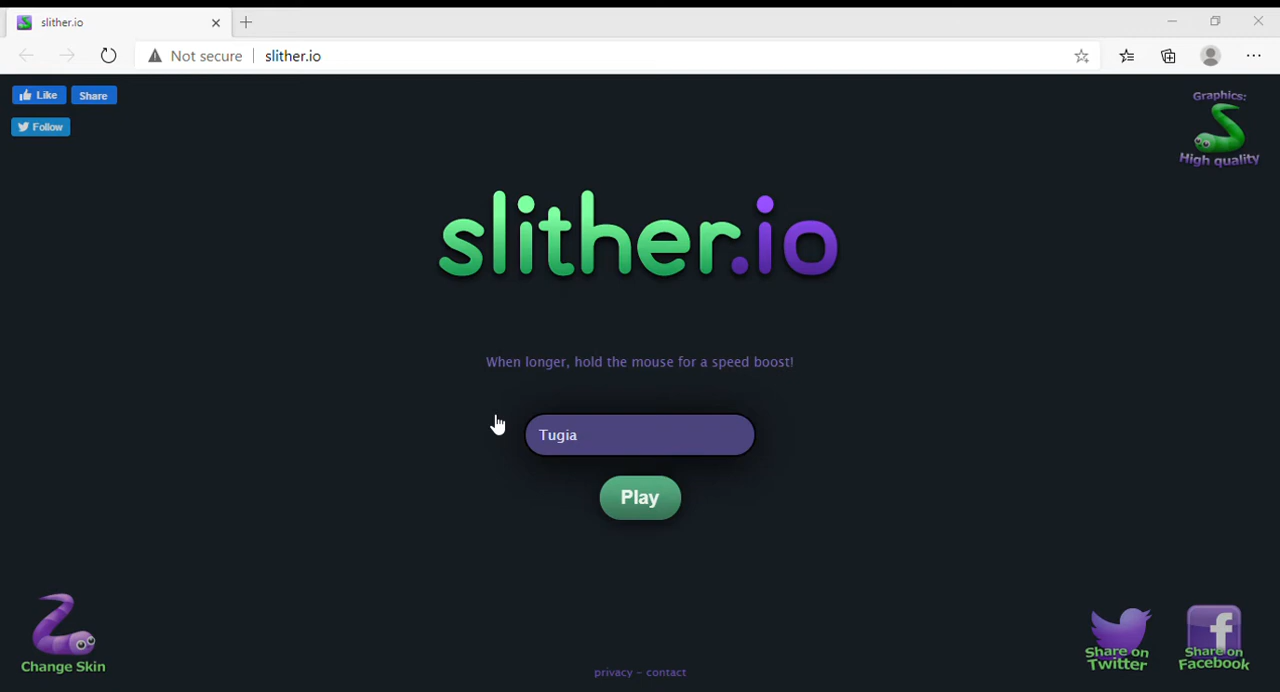 slither.io
Not secure slither.io
Like Share
Follow
Graphics:
High quality
slither.io
When longer, hold the mouse for a speed boost!
Tugia
Play
Change Skin
Share on
Twitter
Share on
Facebook
privacy - contact